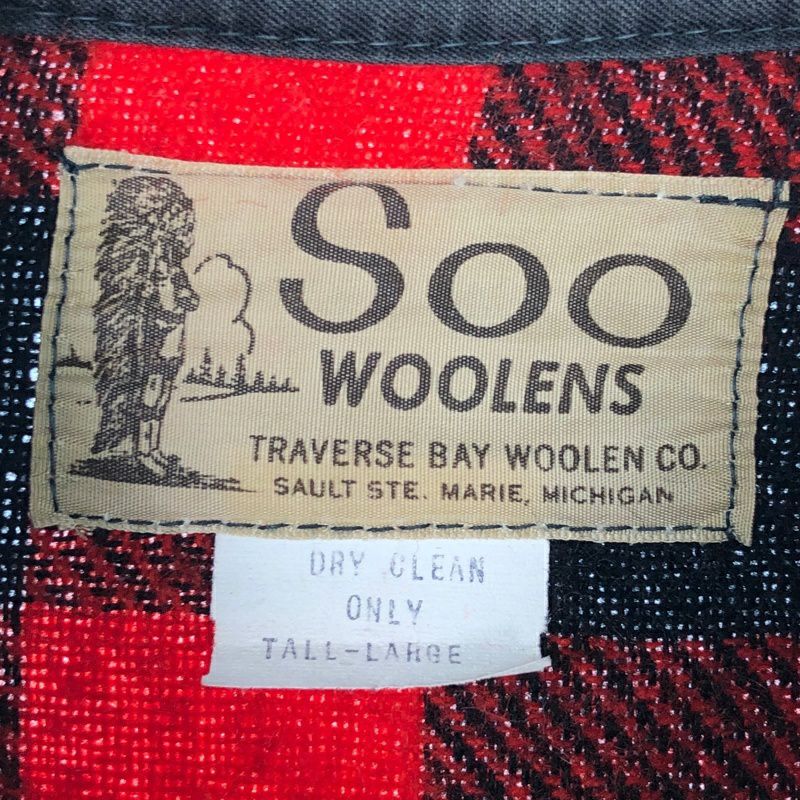 Soo
WOOLENS
TRAVERSE BAY WOOLEN CO.
SAULT STE. MARIE, MICHIGAN
DRY CLEAN
ONLY
TALL-LARGE